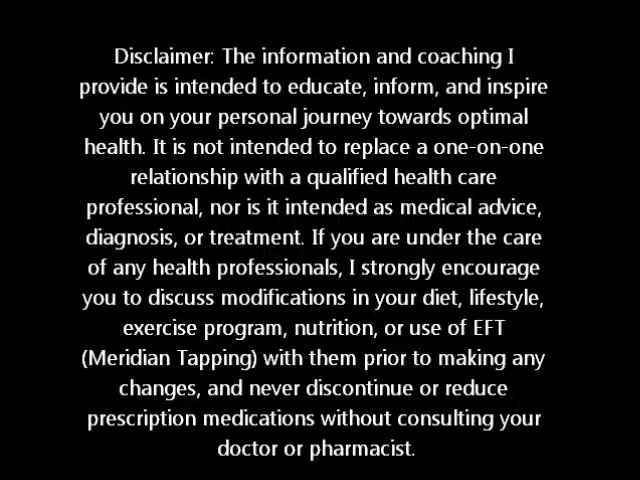 Disclaimer: The information and coaching I
provide is intended to educate, inform, and inspire
you on your personal journey towards optimal
health. It is not intended to replace a one-on-one
relationship with a qualified health care
professional, nor is it intended as medical advice,
diagnosis, or treatment. If you are under the care
of any health professionals, I strongly encourage
you to discuss modifications in your diet, lifestyle,
exercise program, nutrition, or use of EFT
(Meridian Tapping) with them prior to making any
changes, and never discontinue or reduce
prescription medications without consulting your
doctor or pharmacist.